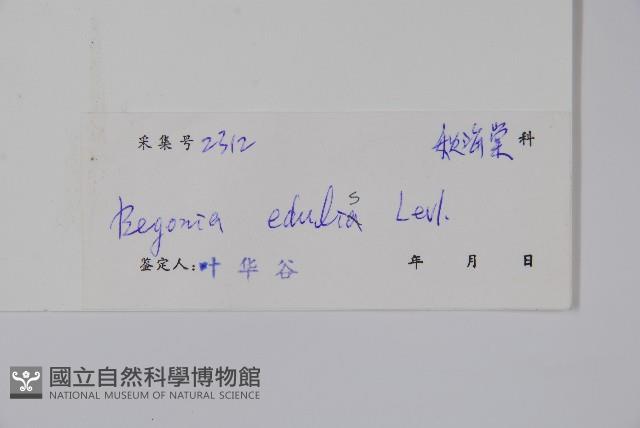 采集号 2312 秋海棠 科
Begonia edulis Levl.
签定人: 叶华谷 年 月 日
國立自然科學博物館
NATIONAL MUSEUM OF NATURAL SCIENCE